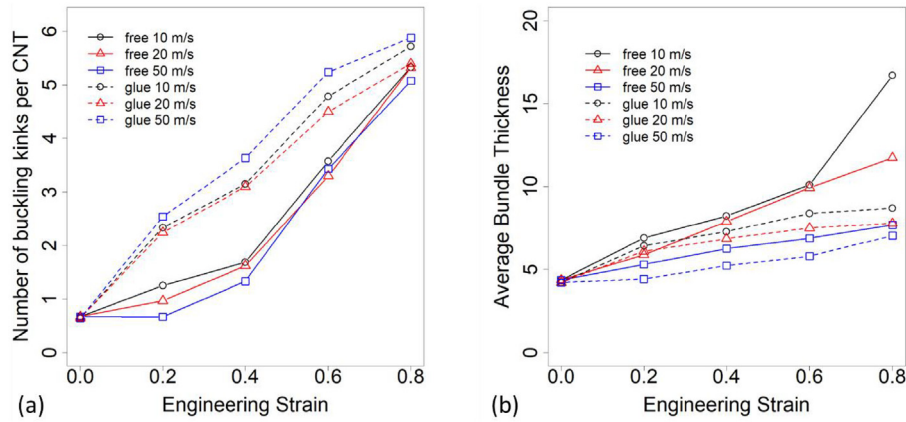 free 10 m/s
free 20 m/s
free 50 m/s
glue 10 m/s
glue 20 m/s
glue 50 m/s
Number of buckling kinks per CNT
6
5
4
3
2
1
0
0.0 0.2 0.4 0.6 0.8
(a) Engineering Strain
free 10 m/s
free 20 m/s
free 50 m/s
glue 10 m/s
glue 20 m/s
glue 50 m/s
Average Bundle Thickness
20
15
10
5
0
0.0 0.2 0.4 0.6 0.8
(b) Engineering Strain